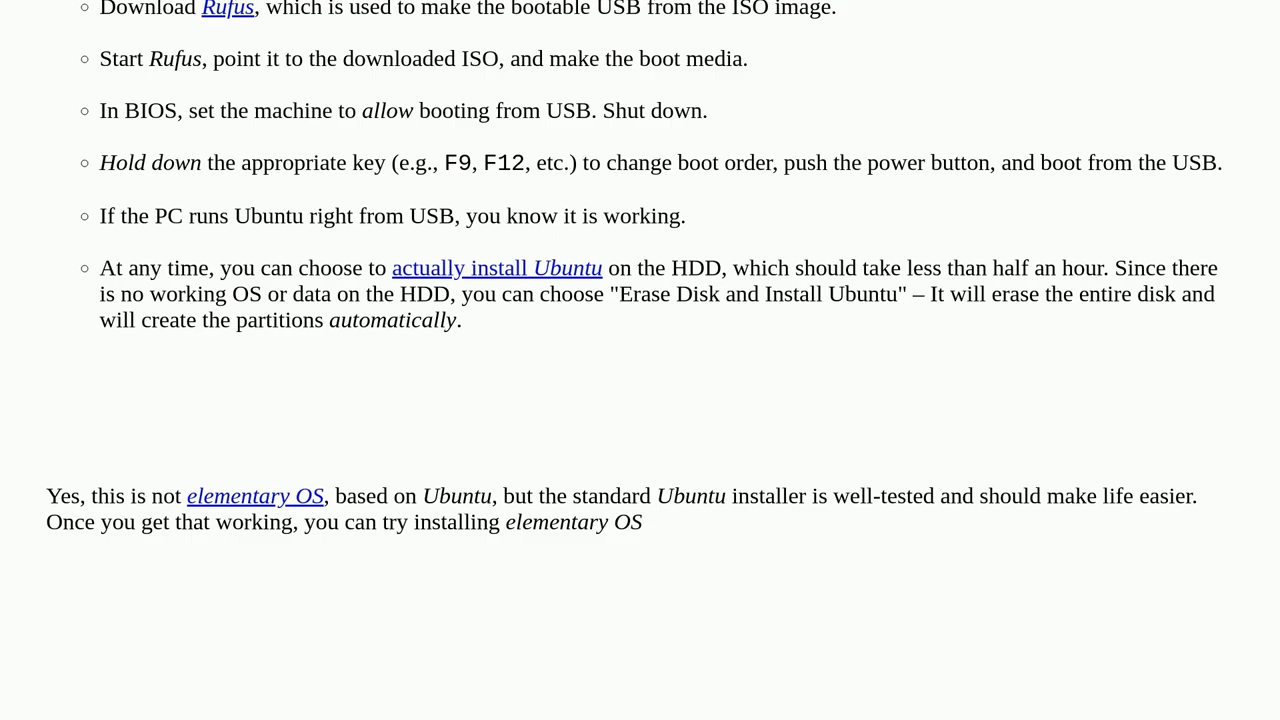 Download Rufus, which is used to make the bootable USB from the ISO image.
Start Rufus, point it to the downloaded ISO, and make the boot media.
In BIOS, set the machine to allow booting from USB. Shut down.
Hold down the appropriate key (e.g., F9, F12, etc.) to change boot order, push the power button, and boot from the USB.
If the PC runs Ubuntu right from USB, you know it is working.
At any time, you can choose to actually install Ubuntu on the HDD, which should take less than half an hour. Since there
is no working OS or data on the HDD, you can choose "Erase Disk and Install Ubuntu" – It will erase the entire disk and
will create the partitions automatically.
Yes, this is not elementary OS, based on Ubuntu, but the standard Ubuntu installer is well-tested and should make life easier.
Once you get that working, you can try installing elementary OS